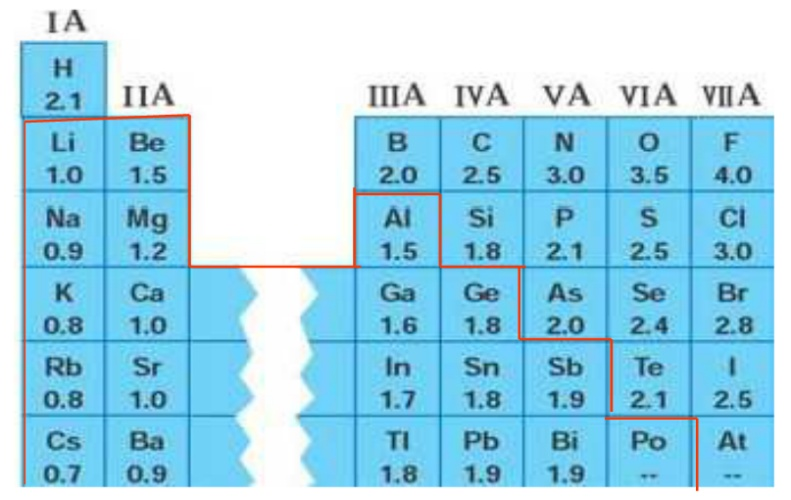 IA
H
2.1 IIA IIIA IVA VA VIA VIIA
Li Be B C N O F
1.0 1.5 2.0 2.5 3.0 3.5 4.0
Na Mg Al Si P S Cl
0.9 1.2 1.5 1.8 2.1 2.5 3.0
K Ca Ga Ge As Se Br
0.8 1.0 1.6 1.8 2.0 2.4 2.8
Rb Sr In Sn Sb Te I
0.8 1.0 1.7 1.8 1.9 2.1 2.5
Cs Ba Tl Pb Bi Po At
0.7 0.9 1.8 1.9 1.9 -- --